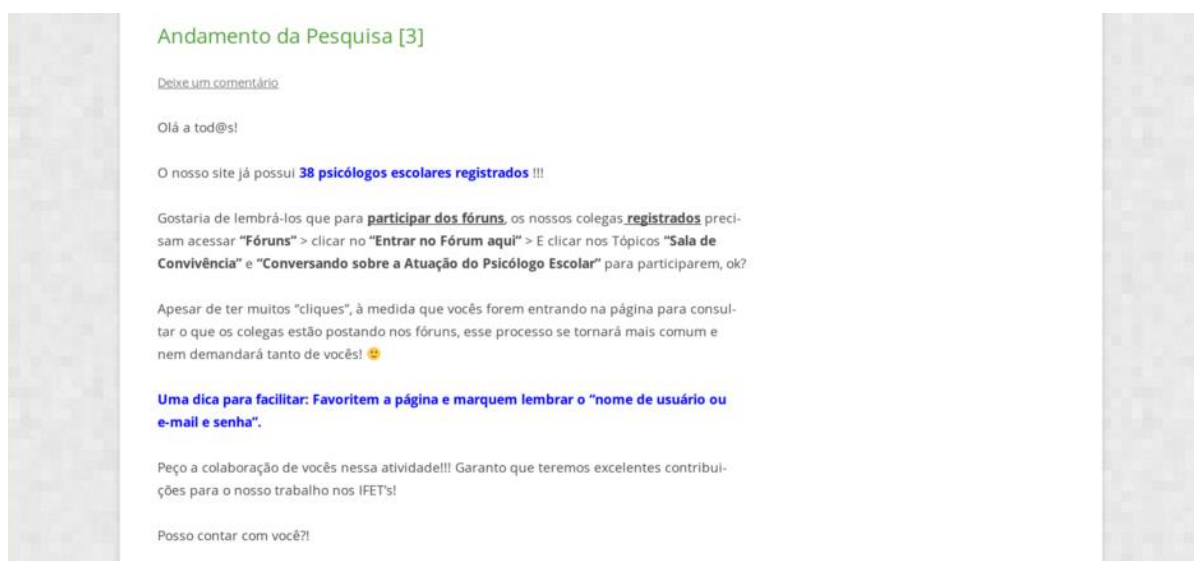 Andamento da Pesquisa [3]
Deixe um comentário
Olá a tod@s!
O nosso site já possui 38 psicólogos escolares registrados !!!
Gostaria de lembrá-los que para participar dos fóruns, os nossos colegas registrados preci-
sam acessar “Fóruns” > clicar no “Entrar no Fórum aqui” > E clicar nos Tópicos “Sala de
Convivência” e “Conversando sobre a Atuação do Psicólogo Escolar” para participarem, ok?
Apesar de ter muitos “cliques”, à medida que vocês forem entrando na página para consul-
tar o que os colegas estão postando nos fóruns, esse processo se tornará mais comum e
nem demandará tanto de vocês! 🙂
Uma dica para facilitar: Favoritem a página e marquem lembrar o “nome de usuário ou
e-mail e senha”.
Peço a colaboração de vocês nessa atividade!!! Garanto que teremos excelentes contribui-
ções para o nosso trabalho nos IFET’s!
Posso contar com você?!